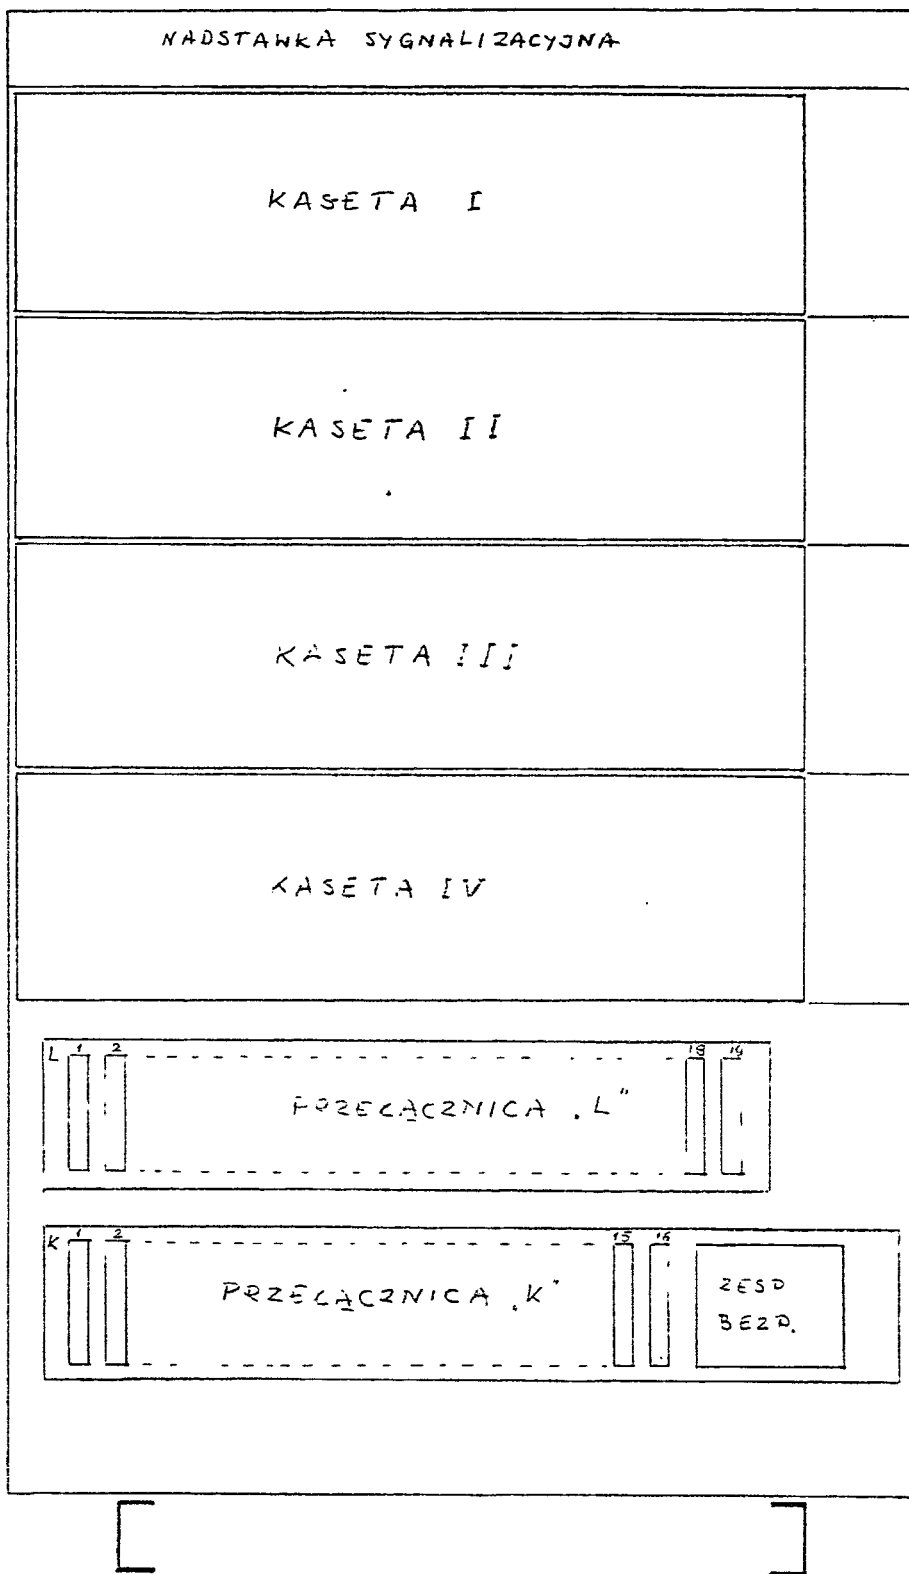 NADSTAWKA SYGNALIZACYJNA
KASETA I
KASETA II
KASETA III
KASETA IV
L 1 2 18 19
PRZEŁĄCZNICA „L”
K 1 2 15 16
PRZEŁĄCZNICA „K”
ZESP
BEZP.